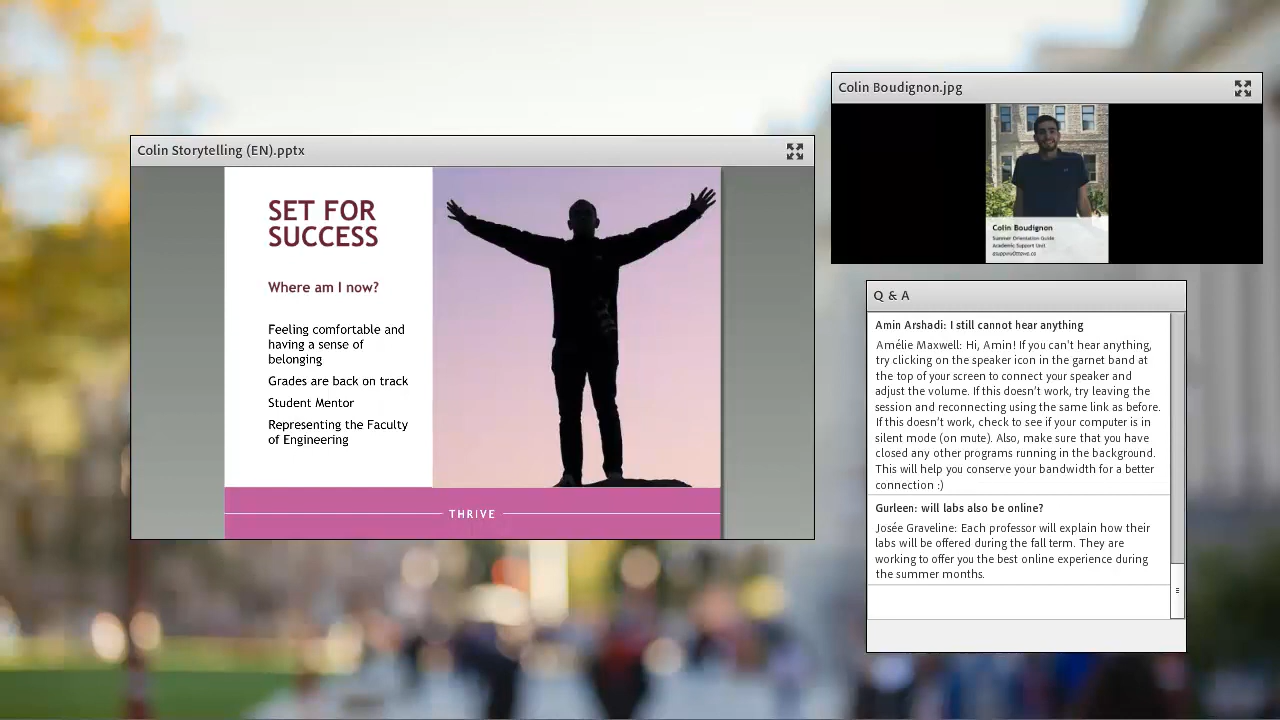 Colin Storytelling (EN).pptx
SET FOR
SUCCESS
Where am I now?
Feeling comfortable and
having a sense of
belonging
Grades are back on track
Student Mentor
Representing the Faculty
of Engineering
THRIVE
Colin Boudignon.jpg
Colin Boudignon
Summer Orientation Guide
Academic Support Unit
Q & A
Amin Arshadi: I still cannot hear anything
Amélie Maxwell: Hi, Amin! If you can't hear anything,
try clicking on the speaker icon in the garnet band at
the top of your screen to connect your speaker and
adjust the volume. If this doesn't work, try leaving the
session and reconnecting using the same link as before.
If this doesn't work, check to see if your computer is in
silent mode (on mute). Also, make sure that you have
closed any other programs running in the background.
This will help you conserve your bandwidth for a better
connection :)
Gurleen: will labs also be online?
Josée Graveline: Each professor will explain how their
labs will be offered during the fall term. They are
working to offer you the best online experience during
the summer months.